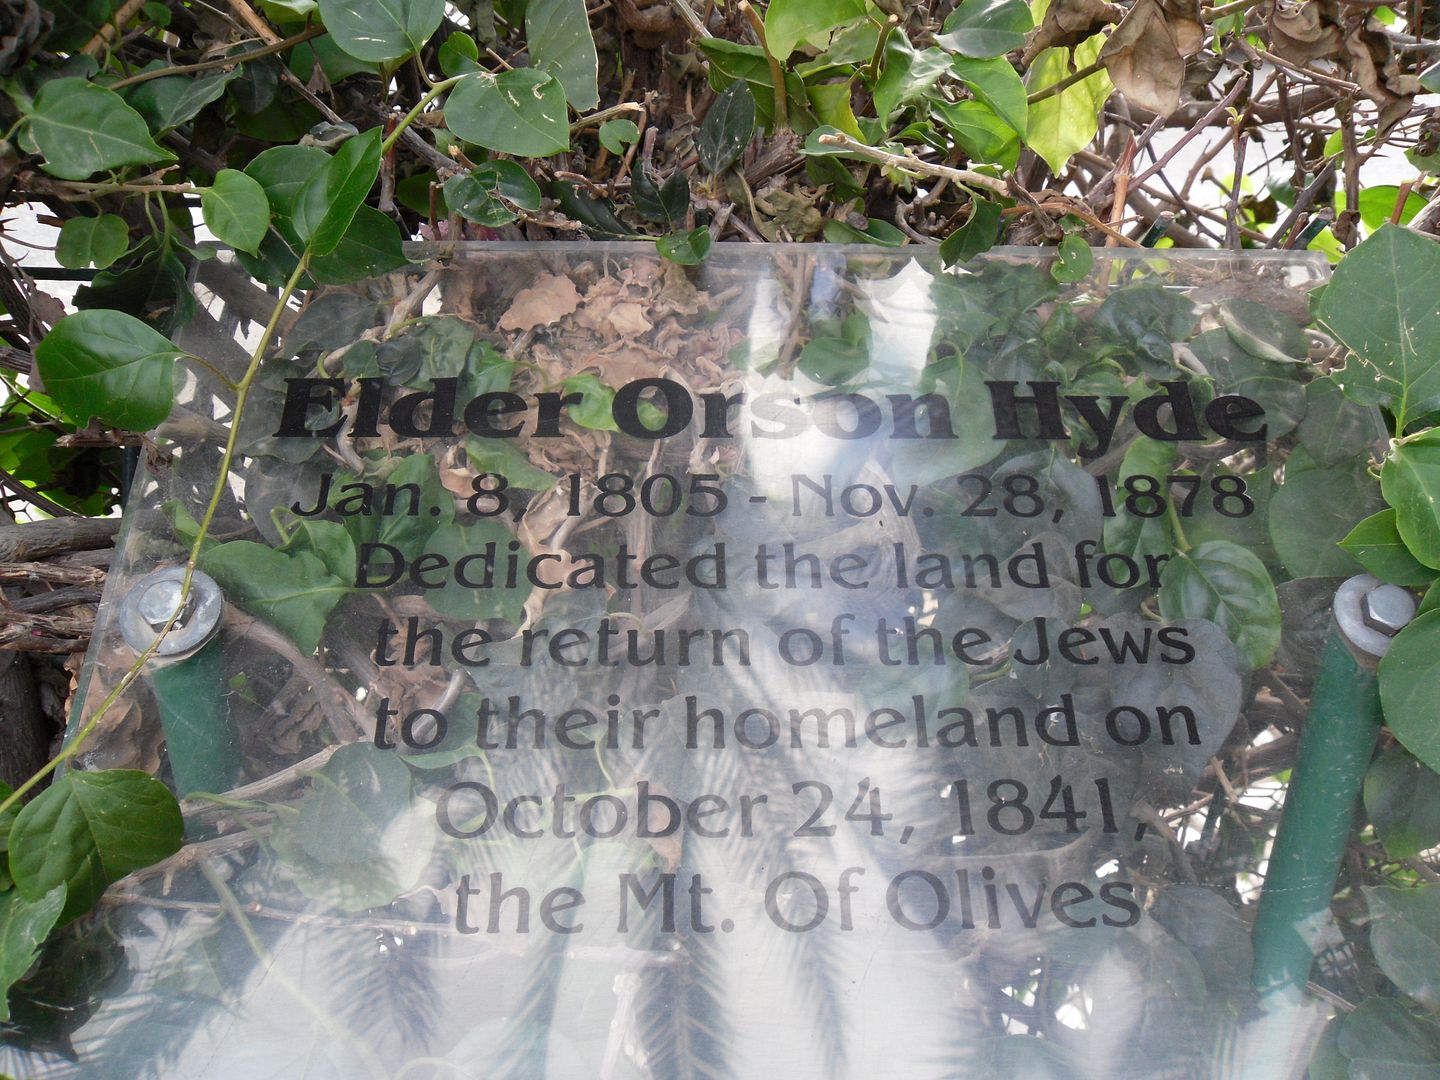 Elder Orson Hyde
Jan. 8, 1805 - Nov. 28, 1878
Dedicated the land for
the return of the Jews
to their homeland on
October 24, 1841,
the Mt. Of Olives